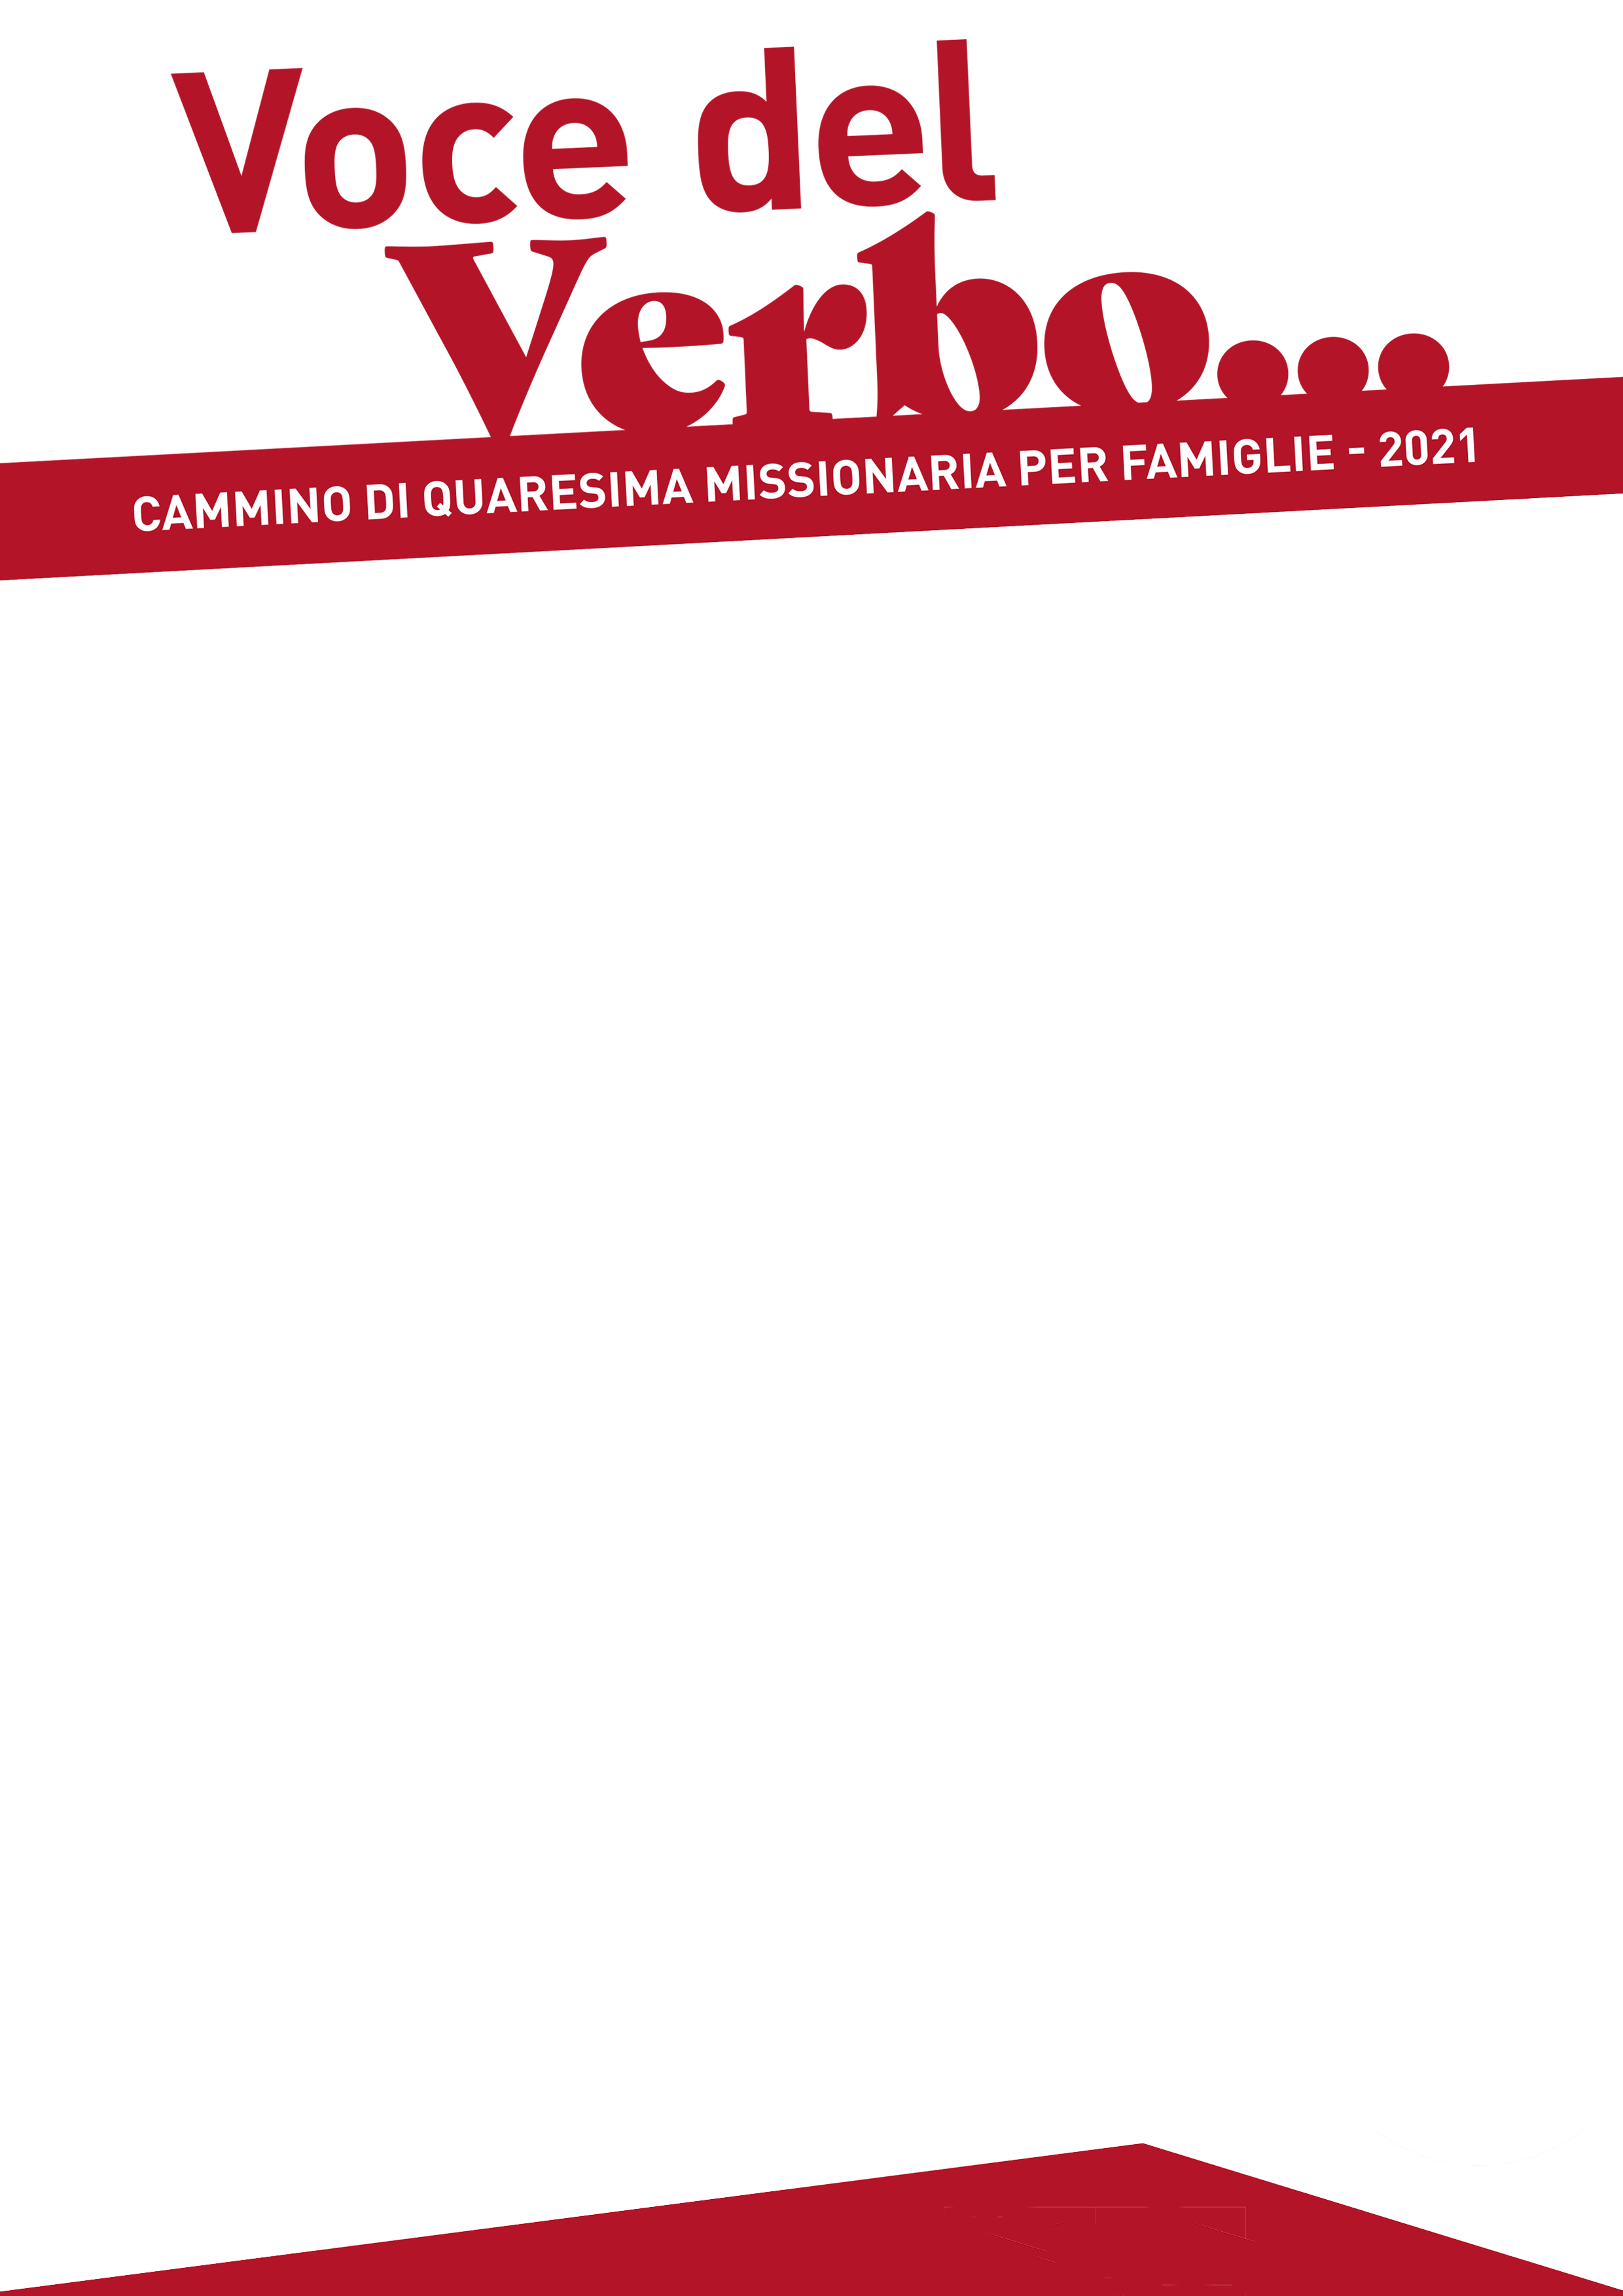 Voce del
Verbo...
CAMMINO DI QUARESIMA MISSIONARIA PER FAMIGLIE - 2021